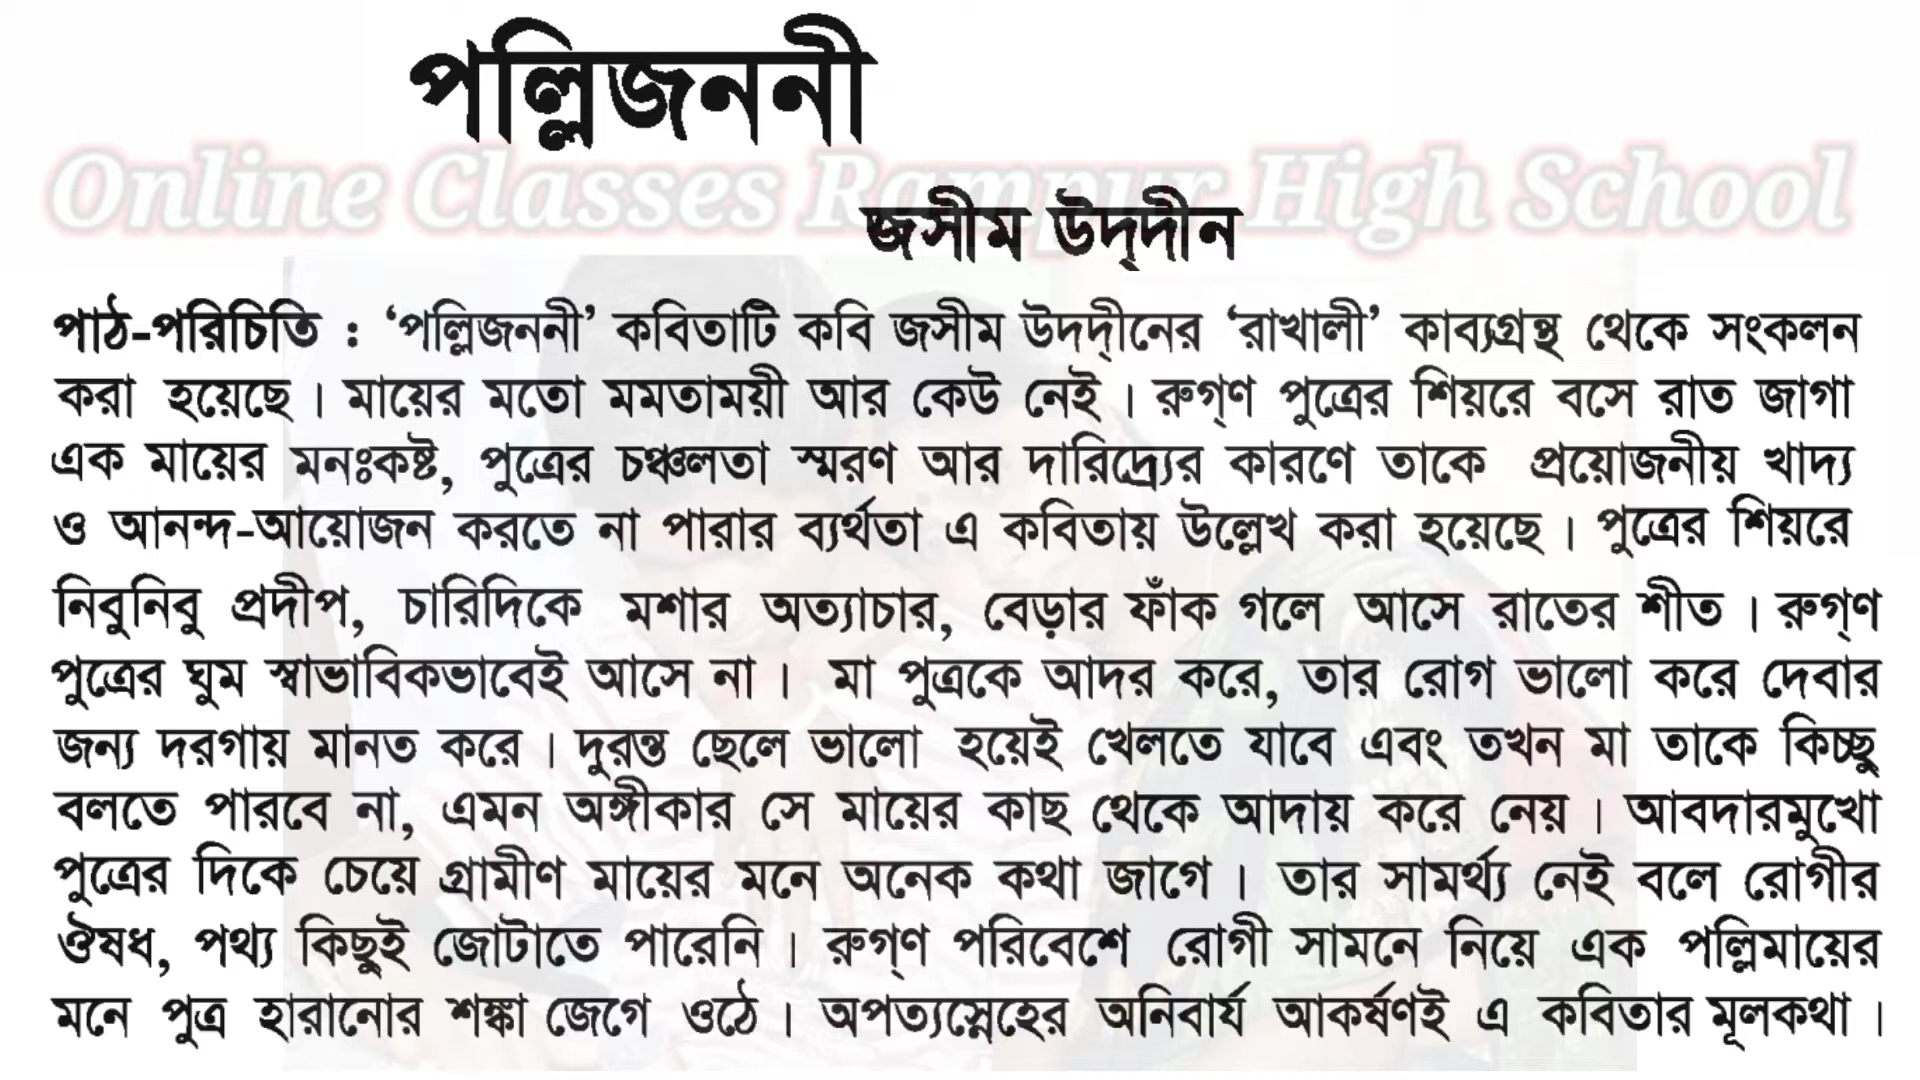 পল্লিজননী
Online Classes Rampur High School
জসীম উদ্‌দীন
পাঠ-পরিচিতি : ‘পল্লিজননী’ কবিতাটি কবি জসীম উদদ্‌দীনের ‘রাখালী’ কাব্যগ্রন্থ থেকে সংকলন
করা হয়েছে। মায়ের মতো মমতাময়ী আর কেউ নেই। রুগ্‌ণ পুত্রের শিয়রে বসে রাত জাগা
এক মায়ের মনঃকষ্ট, পুত্রের চঞ্চলতা স্মরণ আর দারিদ্র্যের কারণে তাকে প্রয়োজনীয় খাদ্য
ও আনন্দ-আয়োজন করতে না পারার ব্যর্থতা এ কবিতায় উল্লেখ করা হয়েছে। পুত্রের শিয়রে
নিবুনিবু প্রদীপ, চারিদিকে মশার অত্যাচার, বেড়ার ফাঁক গলে আসে রাতের শীত। রুগ্‌ণ
পুত্রের ঘুম স্বাভাবিকভাবেই আসে না। মা পুত্রকে আদর করে, তার রোগ ভালো করে দেবার
জন্য দরগায় মানত করে। দুরন্ত ছেলে ভালো হয়েই খেলতে যাবে এবং তখন মা তাকে কিচ্ছু
বলতে পারবে না, এমন অঙ্গীকার সে মায়ের কাছ থেকে আদায় করে নেয়। আবদারমুখো
পুত্রের দিকে চেয়ে গ্রামীণ মায়ের মনে অনেক কথা জাগে। তার সামর্থ্য নেই বলে রোগীর
ঔষধ, পথ্য কিছুই জোটাতে পারেনি। রুগ্‌ণ পরিবেশে রোগী সামনে নিয়ে এক পল্লিমায়ের
মনে পুত্র হারানোর শঙ্কা জেগে ওঠে। অপত্যস্নেহের অনিবার্য আকর্ষণই এ কবিতার মূলকথা।